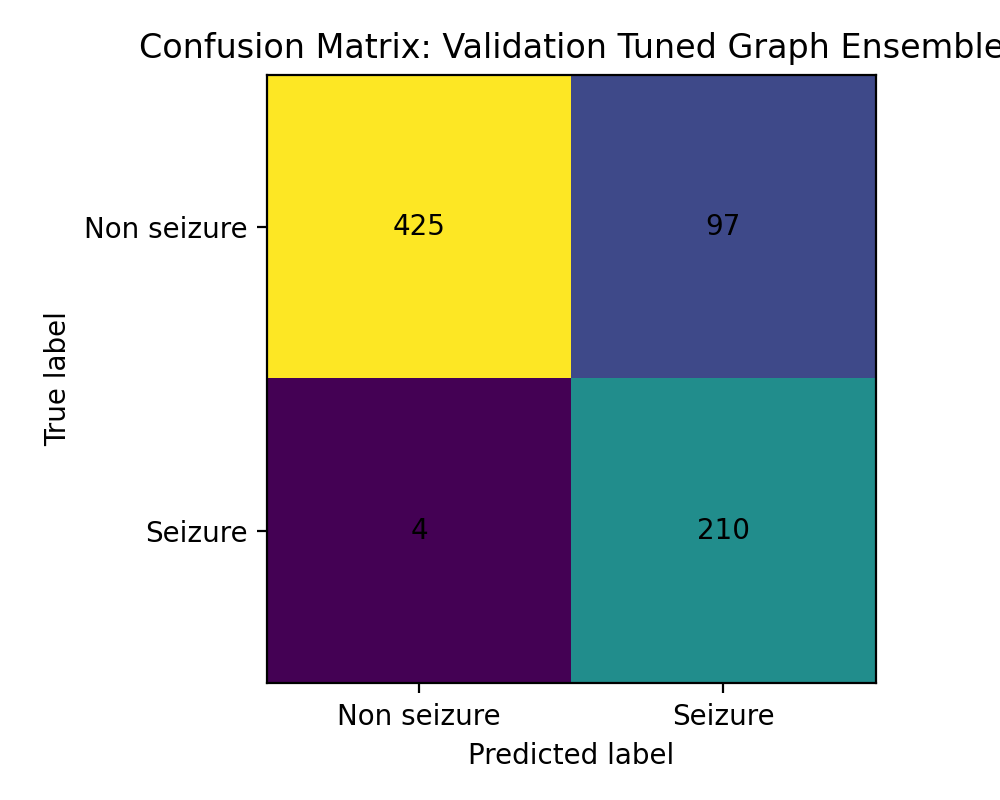 Confusion Matrix: Validation Tuned Graph Ensemble
Non seizure
425
97
True label
Seizure
4
210
Non seizure
Seizure
Predicted label